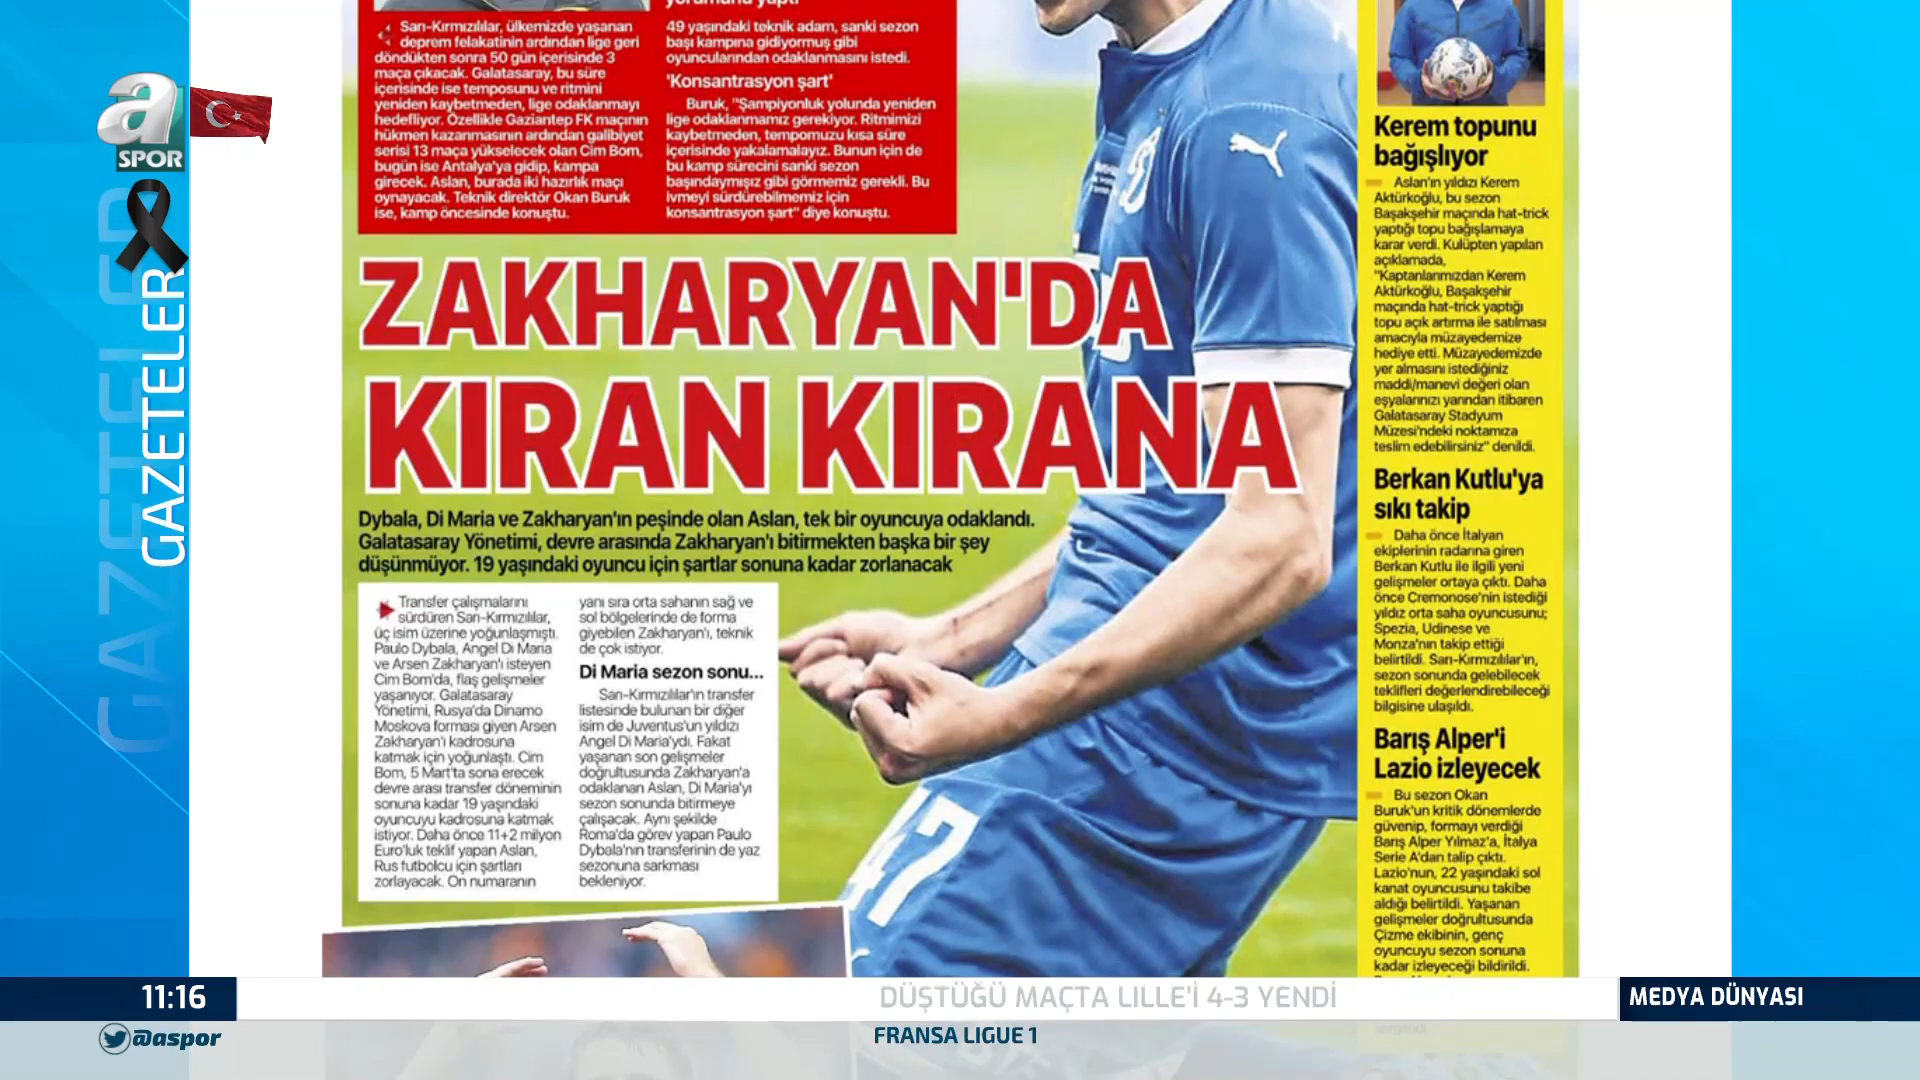 yorumunu yaptı
Sarı-Kırmızılılar, ülkemizde yaşanan
deprem felakatinin ardından lige geri
döndükten sonra 50 gün içerisinde 3
maça çıkacak. Galatasaray, bu süre
içerisinde ise temposunu ve ritmini
yeniden kaybetmeden, lige odaklanmayı
hedefliyor. Özellikle Gaziantep FK maçının
hükmen kazanmasının ardından galibiyet
serisi 13 maça yükselecek olan Cim Bom,
bugün ise Antalya'ya gidip, kampa
girecek. Aslan, burada iki hazırlık maçı
oynayacak. Teknik direktör Okan Buruk
ise, kamp öncesinde konuştu.
49 yaşındaki teknik adam, sanki sezon
başı kampına gidiyormuş gibi
oyuncularından odaklanmasını istedi.
'Konsantrasyon şart'
Buruk, "Şampiyonluk yolunda yeniden
lige odaklanmamız gerekiyor. Ritmimizi
kaybetmeden, tempomuzu kısa süre
içerisinde yakalamalayız. Bunun için de
bu kamp sürecini sanki sezon
başındaymışız gibi görmemiz gerekli. Bu
ivmeyi sürdürebilmemiz için
konsantrasyon şart" diye konuştu.
ZAKHARYAN'DA
KIRAN KIRANA
Dybala, Di Maria ve Zakharyan'ın peşinde olan Aslan, tek bir oyuncuya odaklandı.
Galatasaray Yönetimi, devre arasında Zakharyan'ı bitirmekten başka bir şey
düşünmüyor. 19 yaşındaki oyuncu için şartlar sonuna kadar zorlanacak
Transfer çalışmalarını
sürdüren Sarı-Kırmızılılar,
üç isim üzerine yoğunlaşmıştı.
Paulo Dybala, Angel Di Maria
ve Arsen Zakharyan'ı isteyen
Cim Bom'da, flaş gelişmeler
yaşanıyor. Galatasaray
Yönetimi, Rusya'da Dinamo
Moskova forması giyen Arsen
Zakharyan'ı kadrosuna
katmak için yoğunlaştı. Cim
Bom, 5 Mart'ta sona erecek
devre arası transfer döneminin
sonuna kadar 19 yaşındaki
oyuncuyu kadrosuna katmak
istiyor. Daha önce 11+2 milyon
Euro'luk teklif yapan Aslan,
Rus futbolcu için şartları
zorlayacak. On numaranın
yanı sıra orta sahanın sağ ve
sol bölgelerinde de forma
giyebilen Zakharyan'ı, teknik
de çok istiyor.
Di Maria sezon sonu...
Sarı-Kırmızılılar'ın transfer
listesinde bulunan bir diğer
isim de Juventus'un yıldızı
Angel Di Maria'ydı. Fakat
yaşanan son gelişmeler
doğrultusunda Zakharyan'a
odaklanan Aslan, Di Maria'yı
sezon sonunda bitirmeye
çalışacak. Aynı şekilde
Roma'da görev yapan Paulo
Dybala'nın transferinin de yaz
sezonuna sarkması
bekleniyor.
47
Kerem topunu
bağışlıyor
Aslan'ın yıldızı Kerem
Aktürkoğlu, bu sezon
Başakşehir maçında hat-trick
yaptığı topu bağışlamaya
karar verdi. Kulüpten yapılan
açıklamada,
"Kaptanlarımızdan Kerem
Aktürkoğlu, Başakşehir
maçında hat-trick yaptığı
topu açık artırma ile satılması
amacıyla müzayedemize
hediye etti. Müzayedemizde
yer almasını istediğiniz
maddi/manevi değeri olan
eşyalarınızı yarından itibaren
Galatasaray Stadyum
Müzesi'ndeki noktamıza
teslim edebilirsiniz" denildi.
Berkan Kutlu'ya
sıkı takip
Daha önce İtalyan
ekiplerinin radarına giren
Berkan Kutlu ile ilgili yeni
gelişmeler ortaya çıktı. Daha
önce Cremonose'nin istediği
yıldız orta saha oyuncusunu;
Spezia, Udinese ve
Monza'nın takip ettiği
belirtildi. Sarı-Kırmızılılar'ın,
sezon sonunda gelebilecek
teklifleri değerlendirebileceği
bilgisine ulaşıldı.
Barış Alper'i
Lazio izleyecek
Bu sezon Okan
Buruk'un kritik dönemlerde
güvenip, formayı verdiği
Barış Alper Yılmaz'a, İtalya
Serie A'dan talip çıktı.
Lazio'nun, 22 yaşındaki sol
kanat oyuncusunu takibe
aldığı belirtildi. Yaşanan
gelişmeler doğrultusunda
Çizme ekibinin, genç
oyuncuyu sezon sonuna
kadar izleyeceği bildirildi.
a
SPOR
GAZETELER
GAZETELER
11:16
DÜŞTÜĞÜ MAÇTA LILLE'İ 4-3 YENDİ
MEDYA DÜNYASI
@aspor
FRANSA LIGUE 1